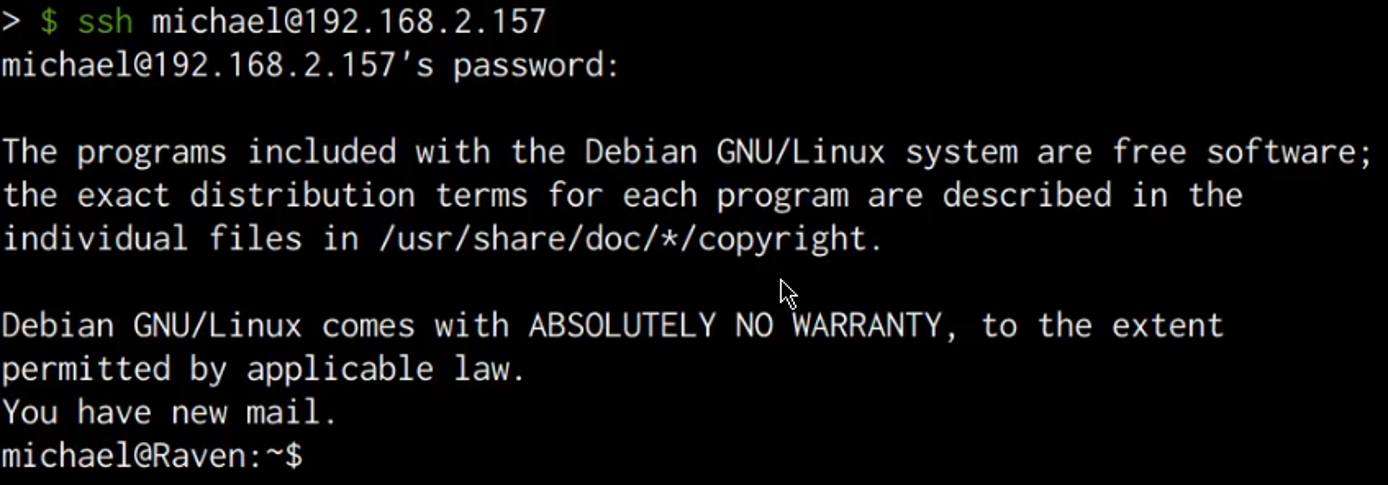 > $ ssh michael@192.168.2.157
michael@192.168.2.157's password:
The programs included with the Debian GNU/Linux system are free software;
the exact distribution terms for each program are described in the
individual files in /usr/share/doc/*/copyright.
Debian GNU/Linux comes with ABSOLUTELY NO WARRANTY, to the extent
permitted by applicable law.
You have new mail.
michael@Raven:~$